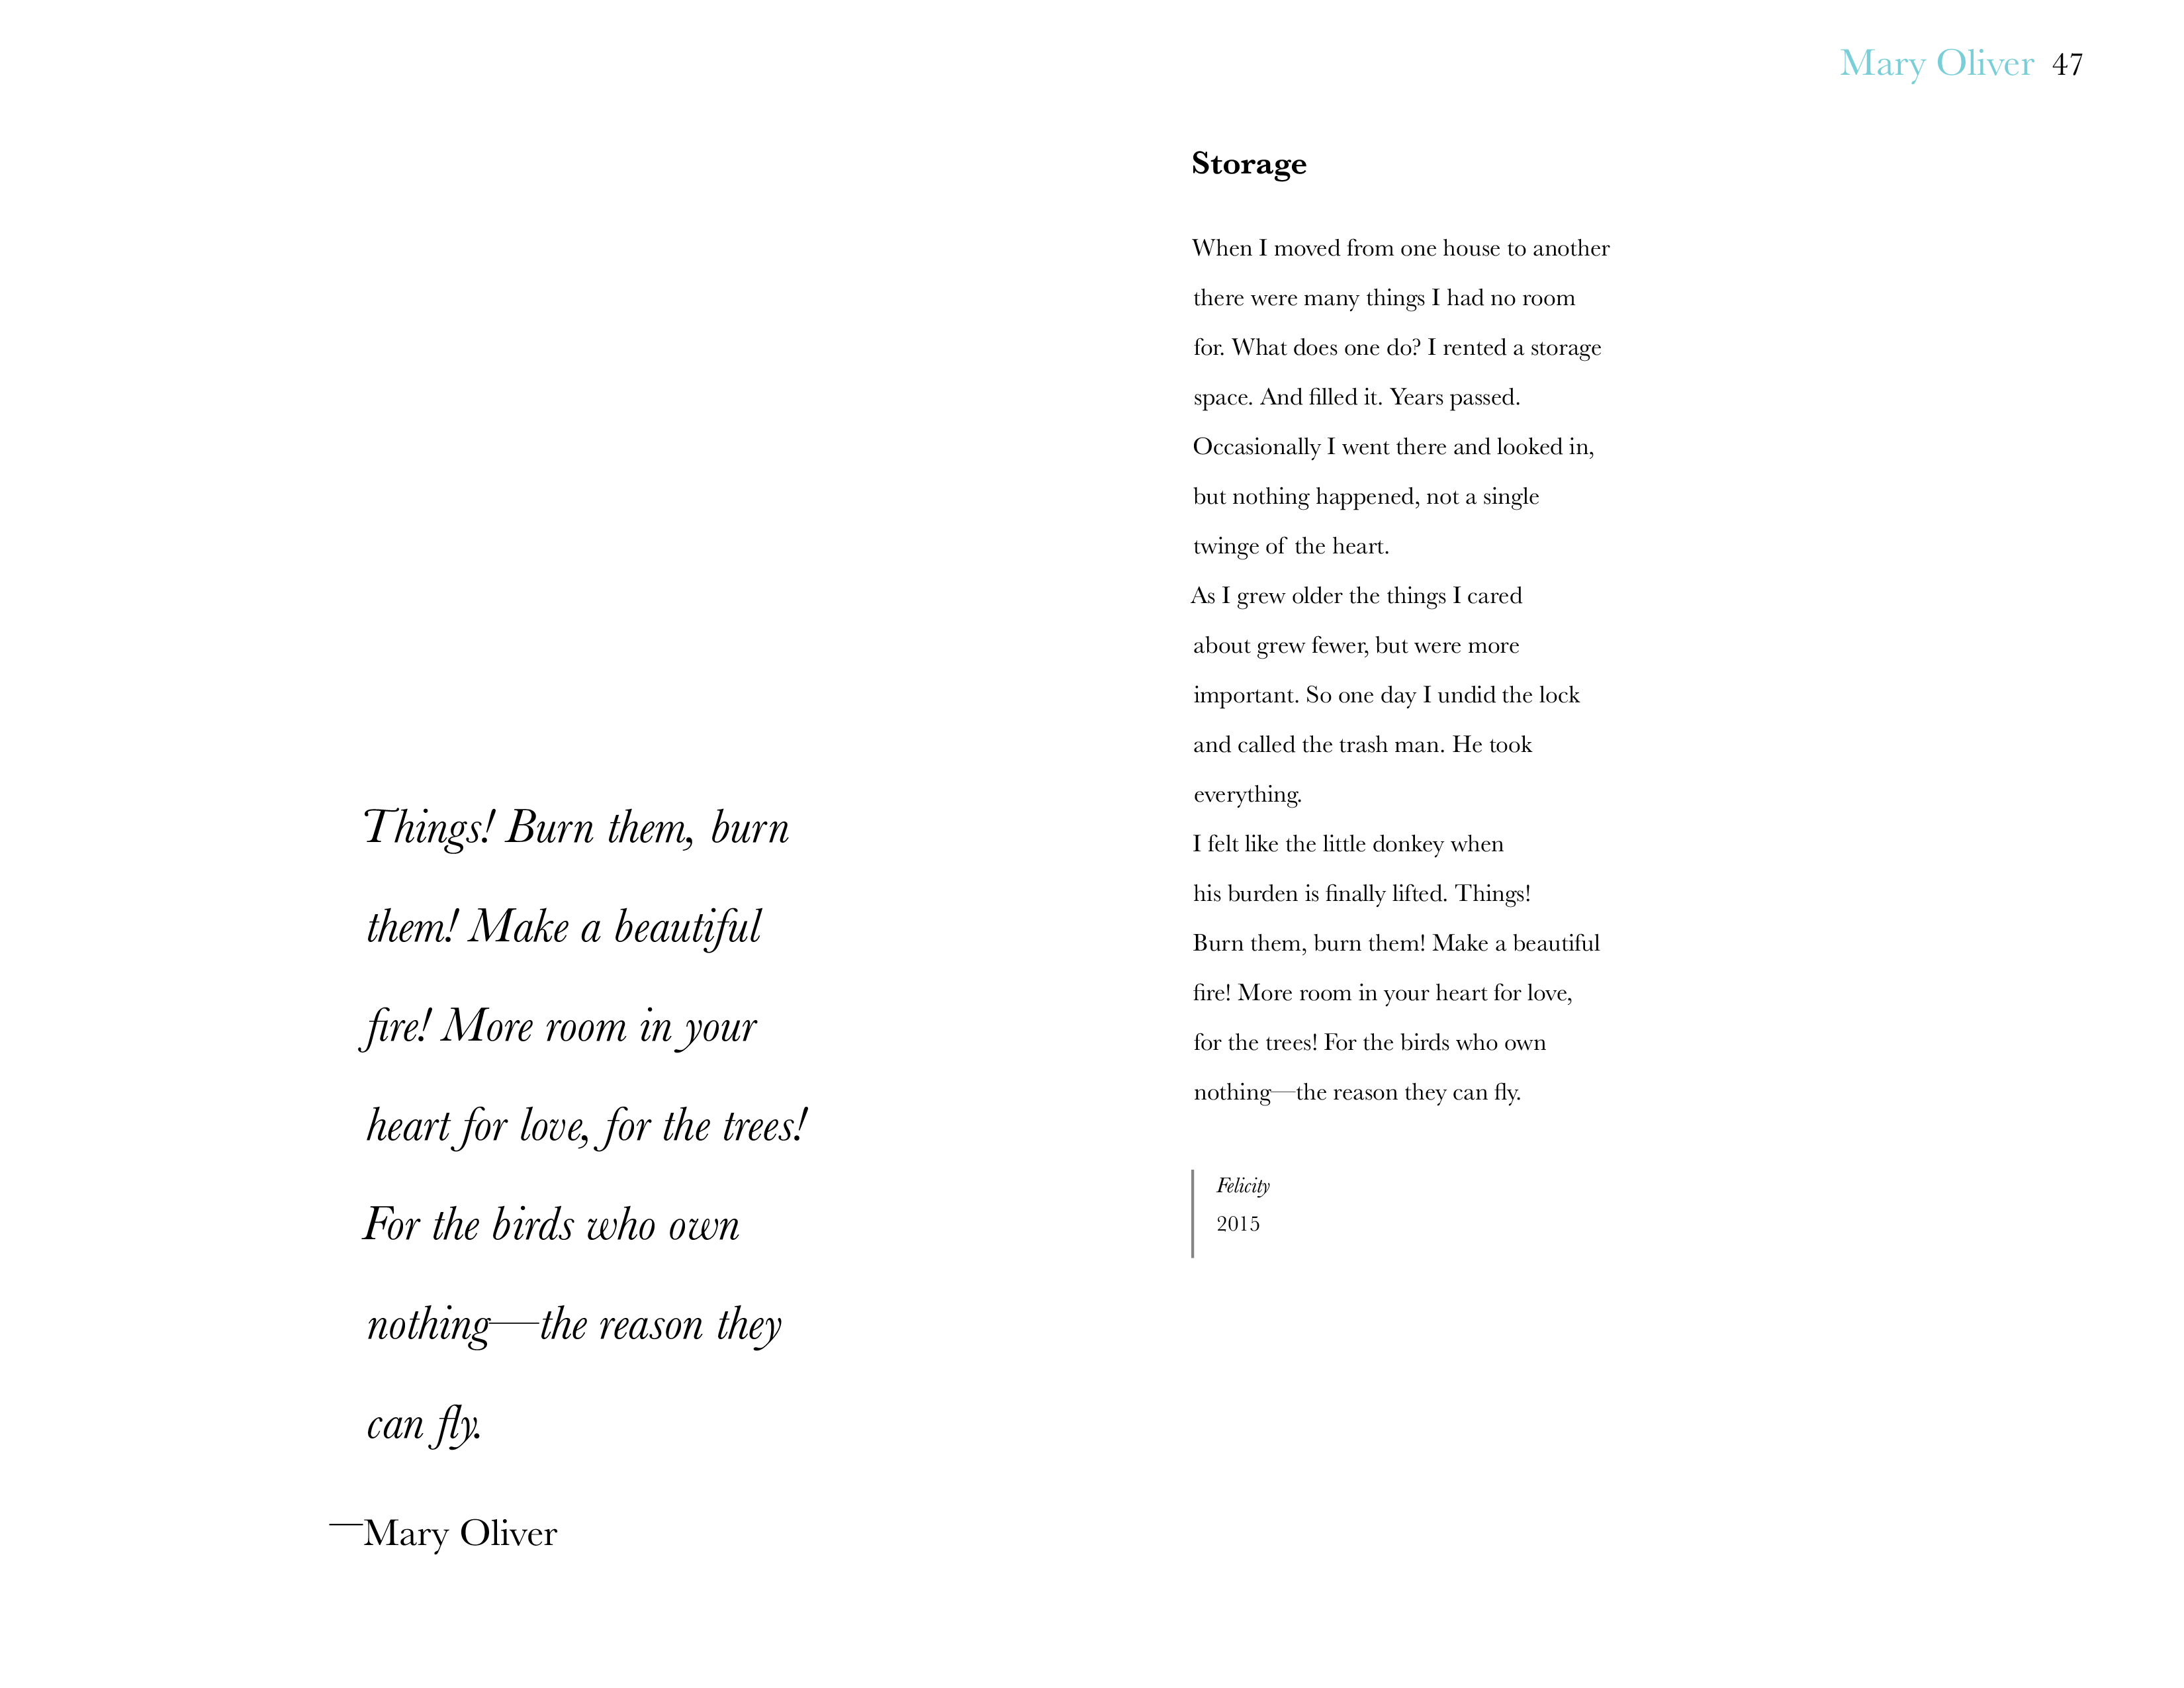 Mary Oliver 47
Things! Burn them, burn
them! Make a beautiful
fire! More room in your
heart for love, for the trees!
For the birds who own
nothing—the reason they
can fly.
—Mary Oliver
Storage
When I moved from one house to another
there were many things I had no room
for. What does one do? I rented a storage
space. And filled it. Years passed.
Occasionally I went there and looked in,
but nothing happened, not a single
twinge of the heart.
As I grew older the things I cared
about grew fewer, but were more
important. So one day I undid the lock
and called the trash man. He took
everything.
I felt like the little donkey when
his burden is finally lifted. Things!
Burn them, burn them! Make a beautiful
fire! More room in your heart for love,
for the trees! For the birds who own
nothing—the reason they can fly.
Felicity
2015